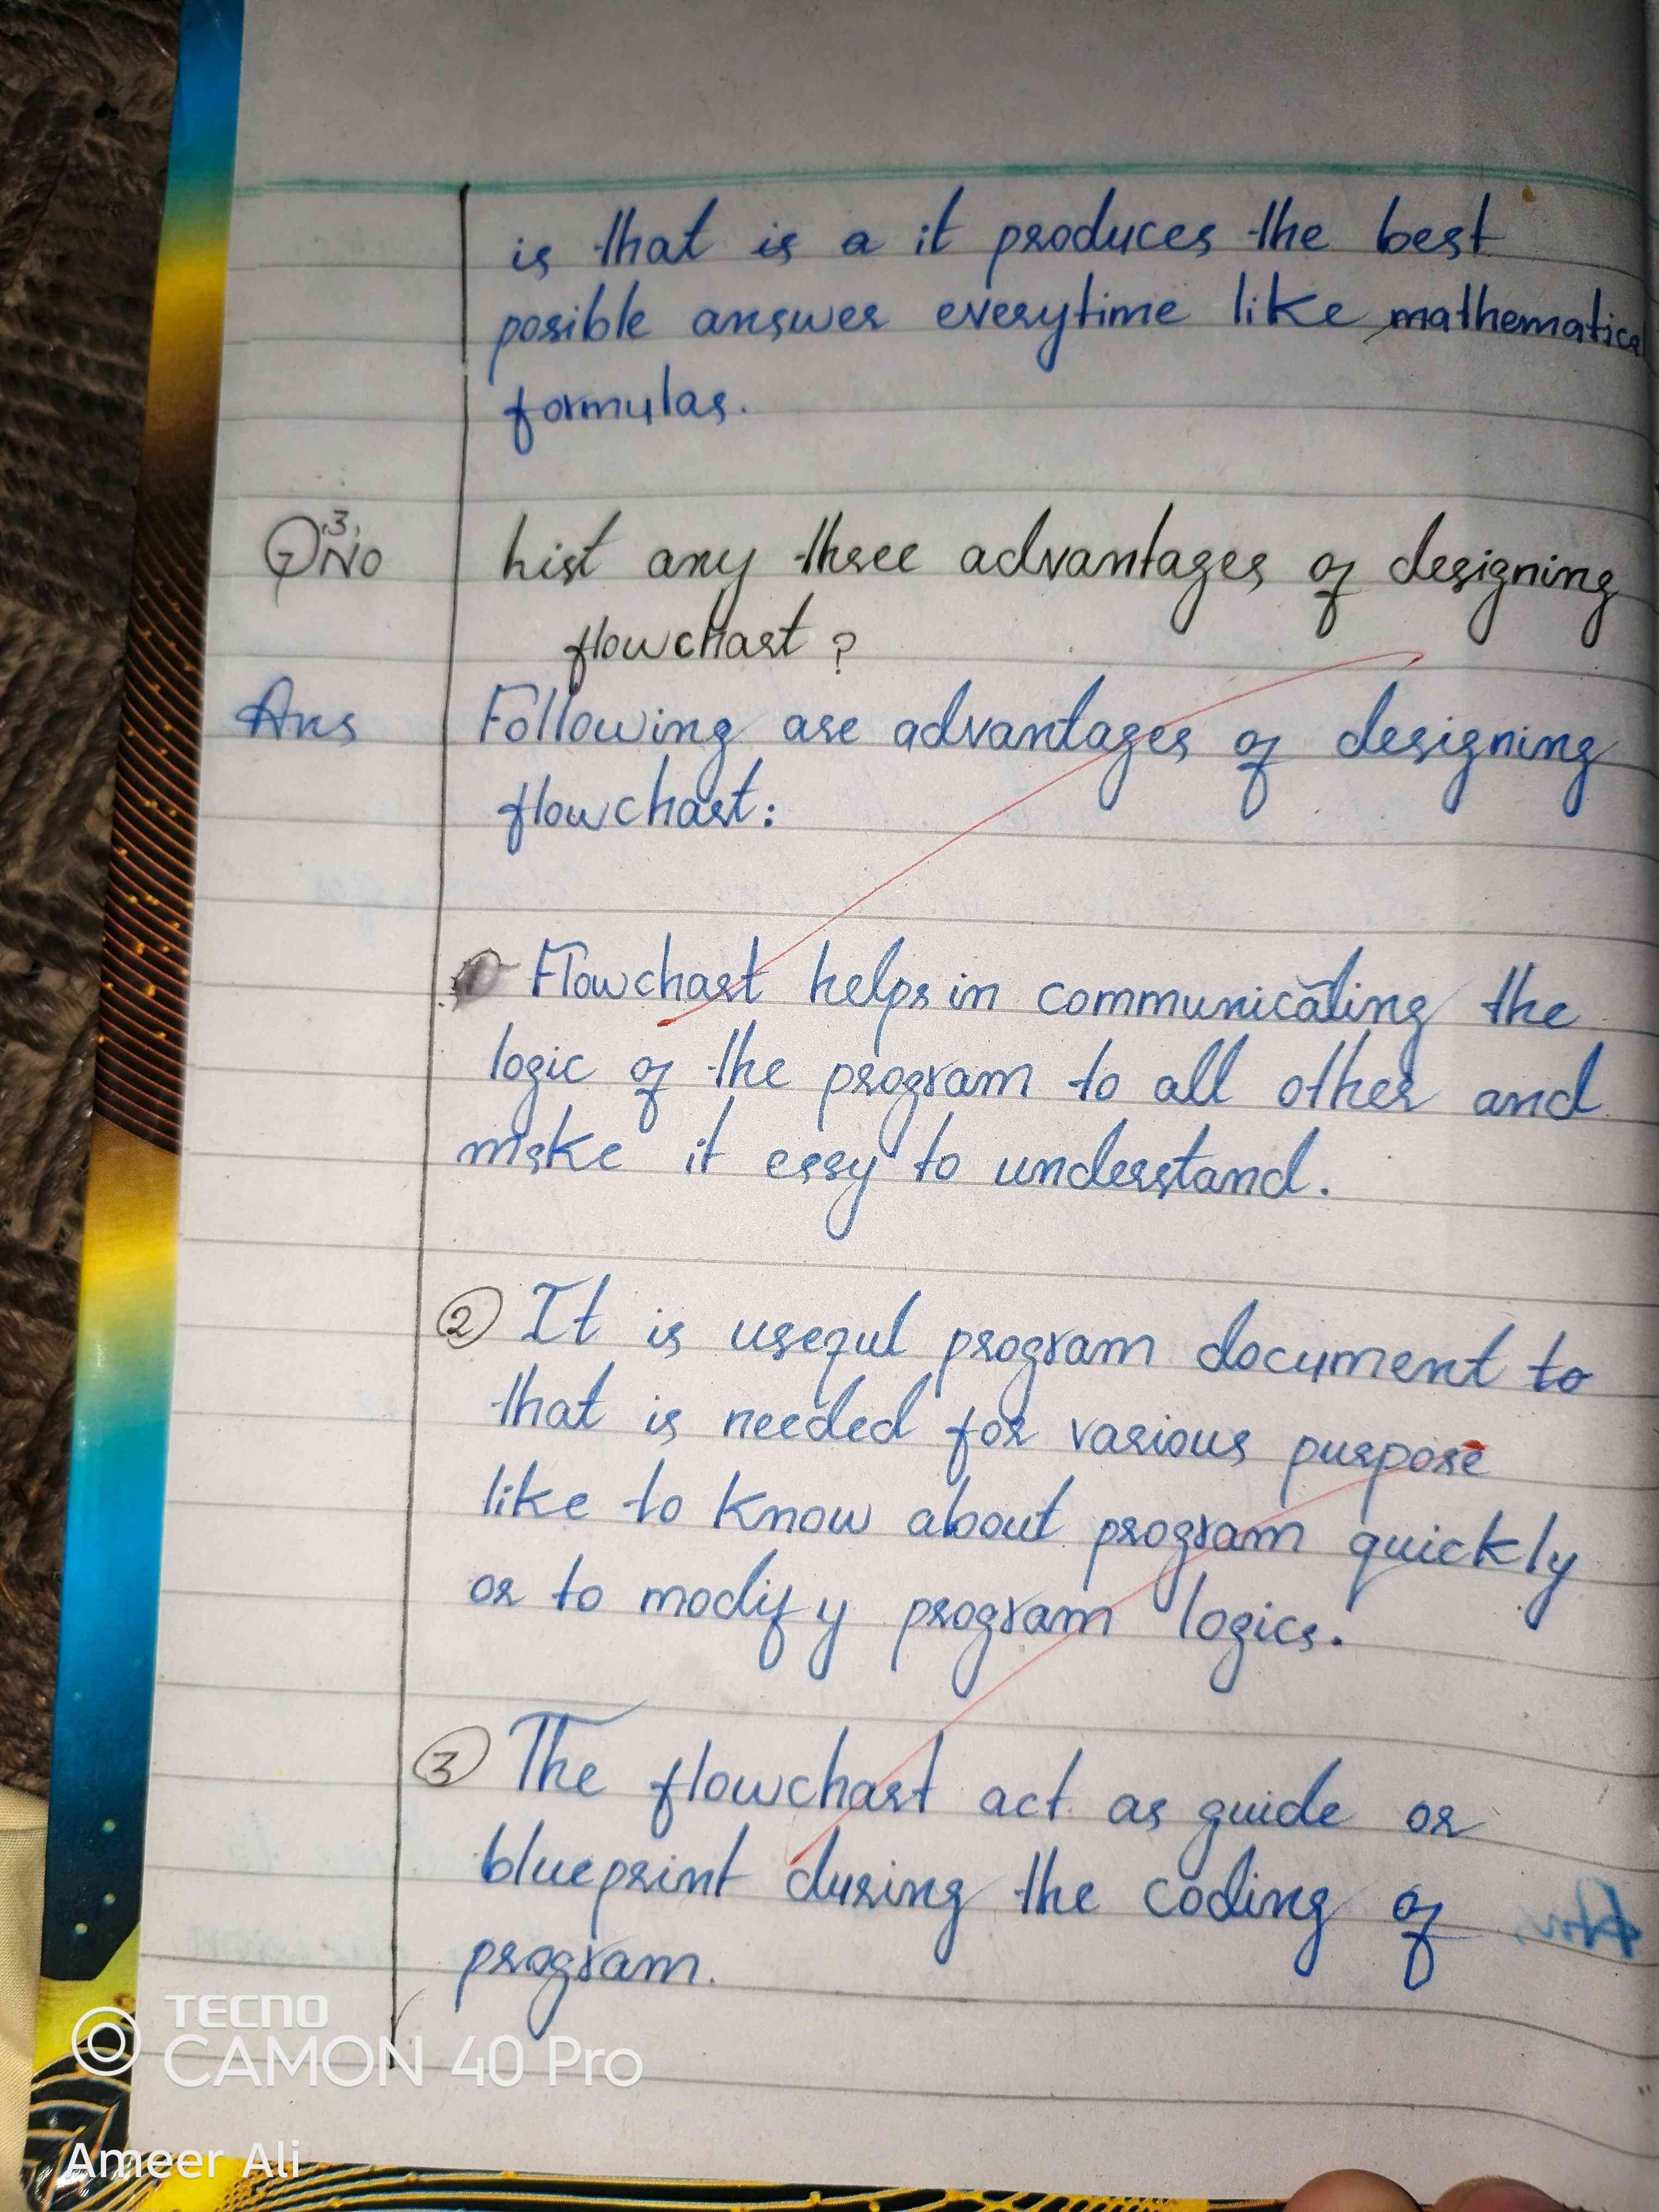 is that is a it produces the best
posible answer everytime like mathematica
formulas.
Q 3. No List any three advantages of designing
flowchart ?
Ans Following are advantages of designing
flowchart:
Flowchart helps in communicating the
logic of the program to all other and
make it easy to understand.
2 It is useful program document to
that is needed for various purpose
like to know about program quickly
or to modify program logics.
3 The flowchart act as guide or
blueprint during the coding of
program.
TECNO
CAMON 40 Pro
Ameer Ali